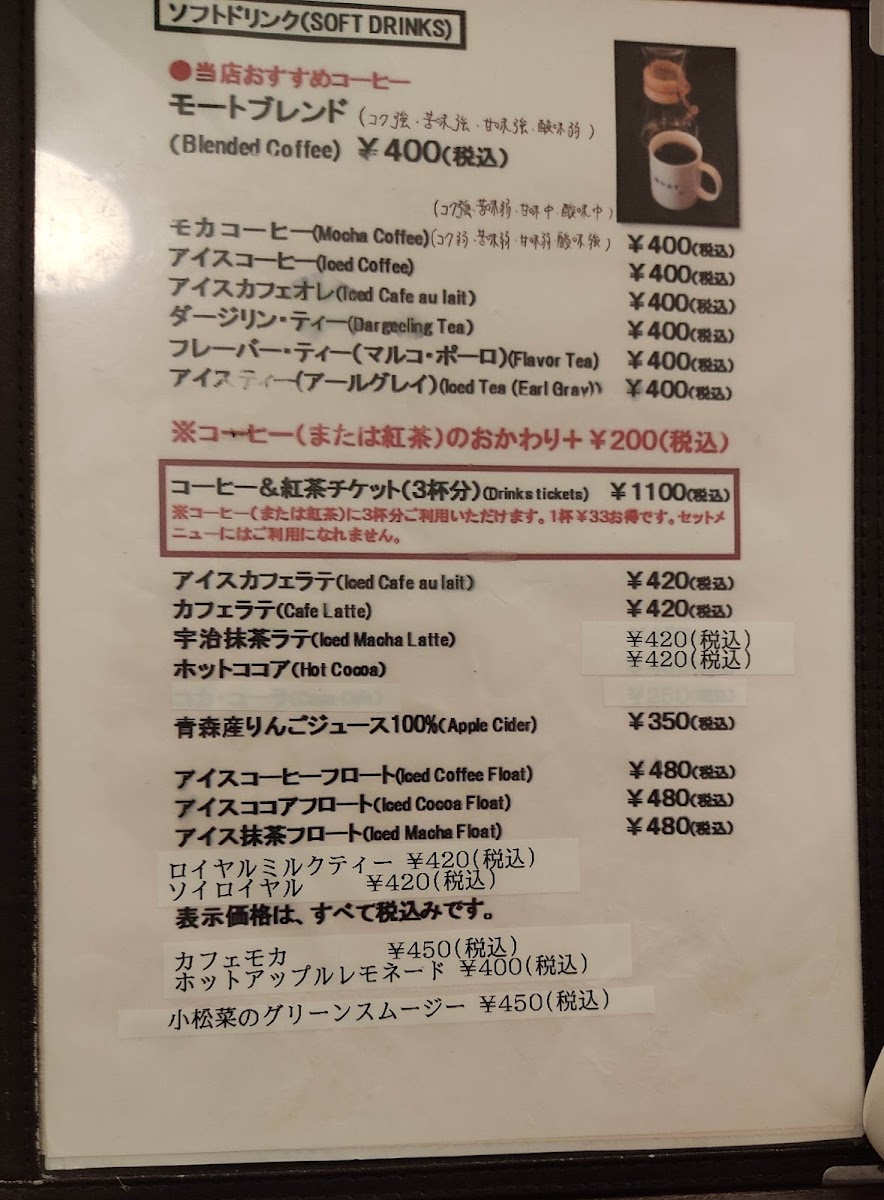 ソフトドリンク(SOFT DRINKS)
●当店おすすめコーヒー
モートブレンド (コク強・苦味強・甘味強・酸味弱)
(Blended Coffee) ¥400(税込)
(コク強・苦味弱・甘味中・酸味中)
モカコーヒー(Mocha Coffee)(コク弱・苦味弱・甘味弱・酸味強) ¥400(税込)
アイスコーヒー(Iced Coffee) ¥400(税込)
アイスカフェオレ(Iced Cafe au lait) ¥400(税込)
ダージリン・ティー(Dargeeling Tea) ¥400(税込)
フレーバー・ティー(マルコ・ポーロ)(Flavor Tea) ¥400(税込)
アイスティー(アールグレイ)(Iced Tea (Earl Gray)) ¥400(税込)
※コーヒー(または紅茶)のおかわり+¥200(税込)
コーヒー&紅茶チケット(3杯分)(Drinks tickets) ¥1100(税込)
※コーヒー(または紅茶)に3杯分ご利用いただけます。1杯¥33お得です。セットメ
ニューにはご利用になれません。
アイスカフェラテ(Iced Cafe au lait) ¥420(税込)
カフェラテ(Cafe Latte) ¥420(税込)
宇治抹茶ラテ(Iced Macha Latte) ¥420(税込)
ホットココア(Hot Cocoa) ¥420(税込)
青森産りんごジュース100%(Apple Cider) ¥350(税込)
アイスコーヒーフロート(Iced Coffee Float) ¥480(税込)
アイスココアフロート(Iced Cocoa Float) ¥480(税込)
アイス抹茶フロート(Iced Macha Float) ¥480(税込)
ロイヤルミルクティー ¥420(税込)
ソイロイヤル ¥420(税込)
表示価格は、すべて税込みです。
カフェモカ ¥450(税込)
ホットアップルレモネード ¥400(税込)
小松菜のグリーンスムージー ¥450(税込)